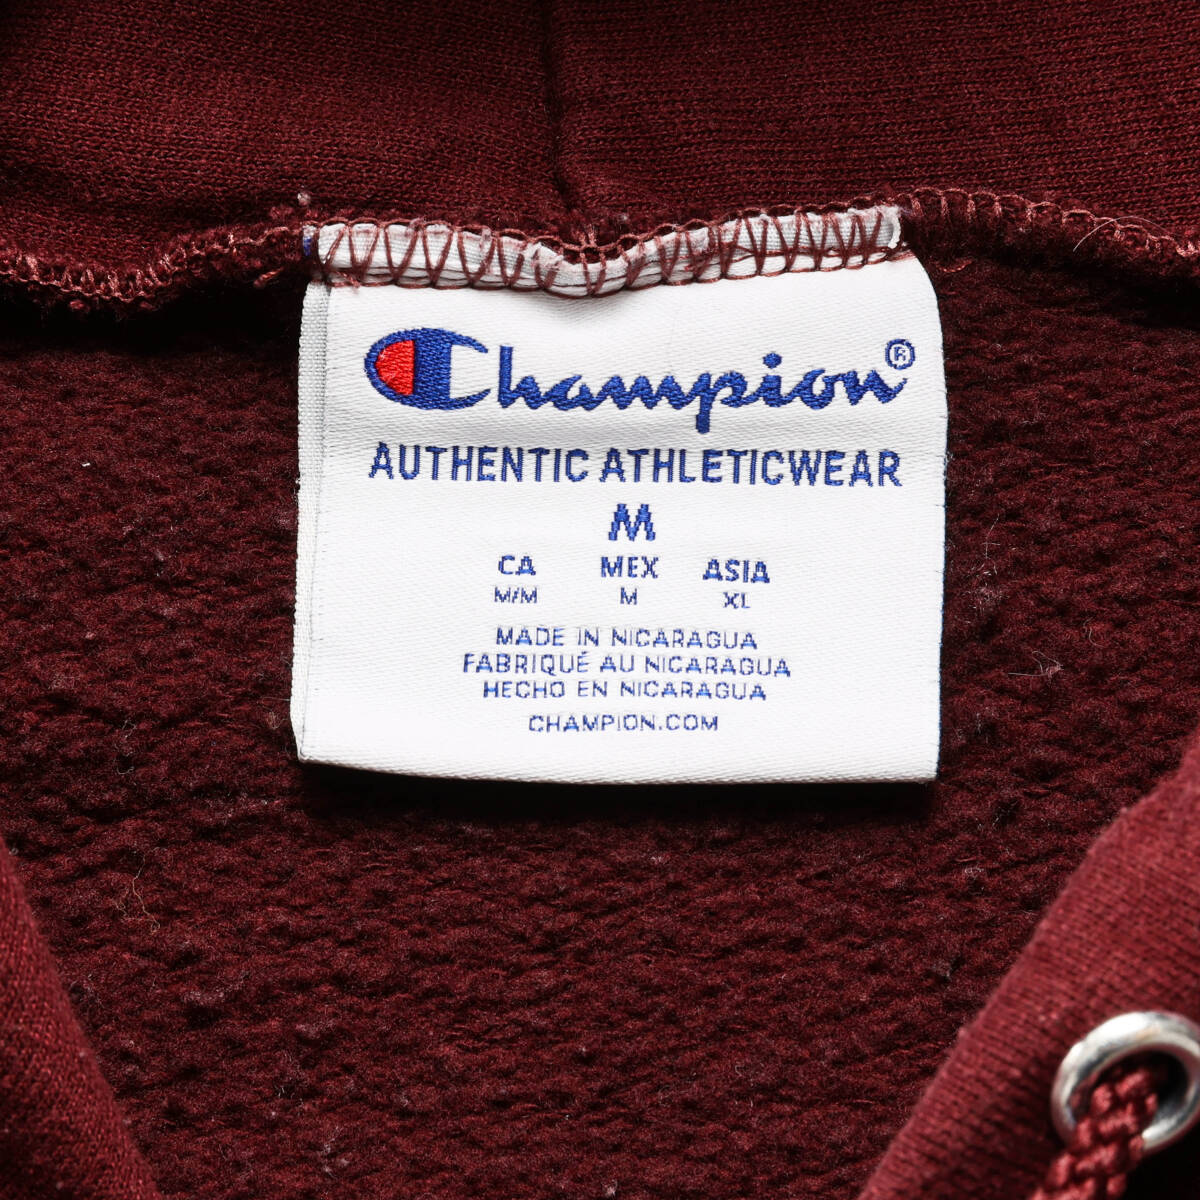 Champion®
AUTHENTIC ATHLETICWEAR
M
CA MEX ASIA
M/M M XL
MADE IN NICARAGUA
FABRIQUÉ AU NICARAGUA
HECHO EN NICARAGUA
CHAMPION.COM